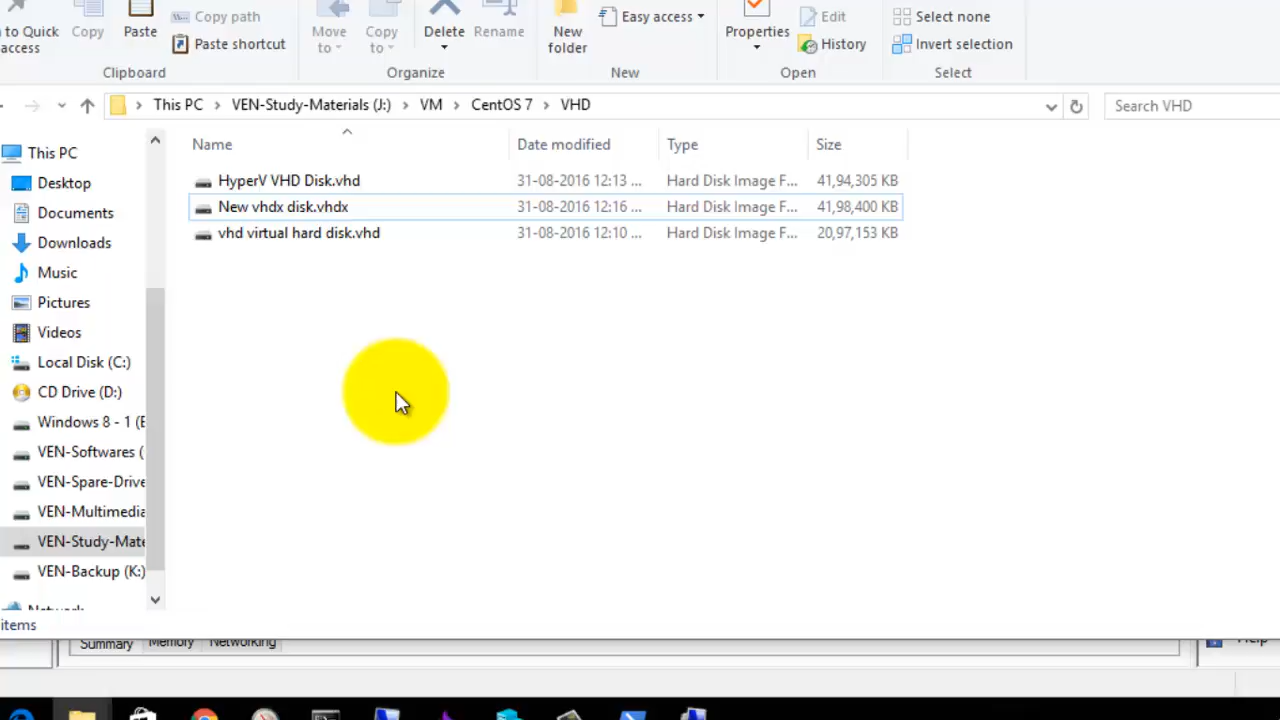 to Quick access
Copy
Paste
Copy path
Paste shortcut
Clipboard
Move to
Copy to
Delete
Rename
Organize
New folder
Easy access
New
Properties
Edit
History
Open
Select none
Invert selection
Select
This PC > VEN-Study-Materials (J:) > VM > CentOS 7 > VHD
Search VHD
Name Date modified Type Size
HyperV VHD Disk.vhd 31-08-2016 12:13 ... Hard Disk Image F... 41,94,305 KB
New vhdx disk.vhdx 31-08-2016 12:16 ... Hard Disk Image F... 41,98,400 KB
vhd virtual hard disk.vhd 31-08-2016 12:10 ... Hard Disk Image F... 20,97,153 KB
This PC
Desktop
Documents
Downloads
Music
Pictures
Videos
Local Disk (C:)
CD Drive (D:)
Windows 8 - 1 (E
VEN-Softwares (
VEN-Spare-Drive
VEN-Multimedia
VEN-Study-Mate
VEN-Backup (K:)
Network
items
Summary Memory Networking
Help